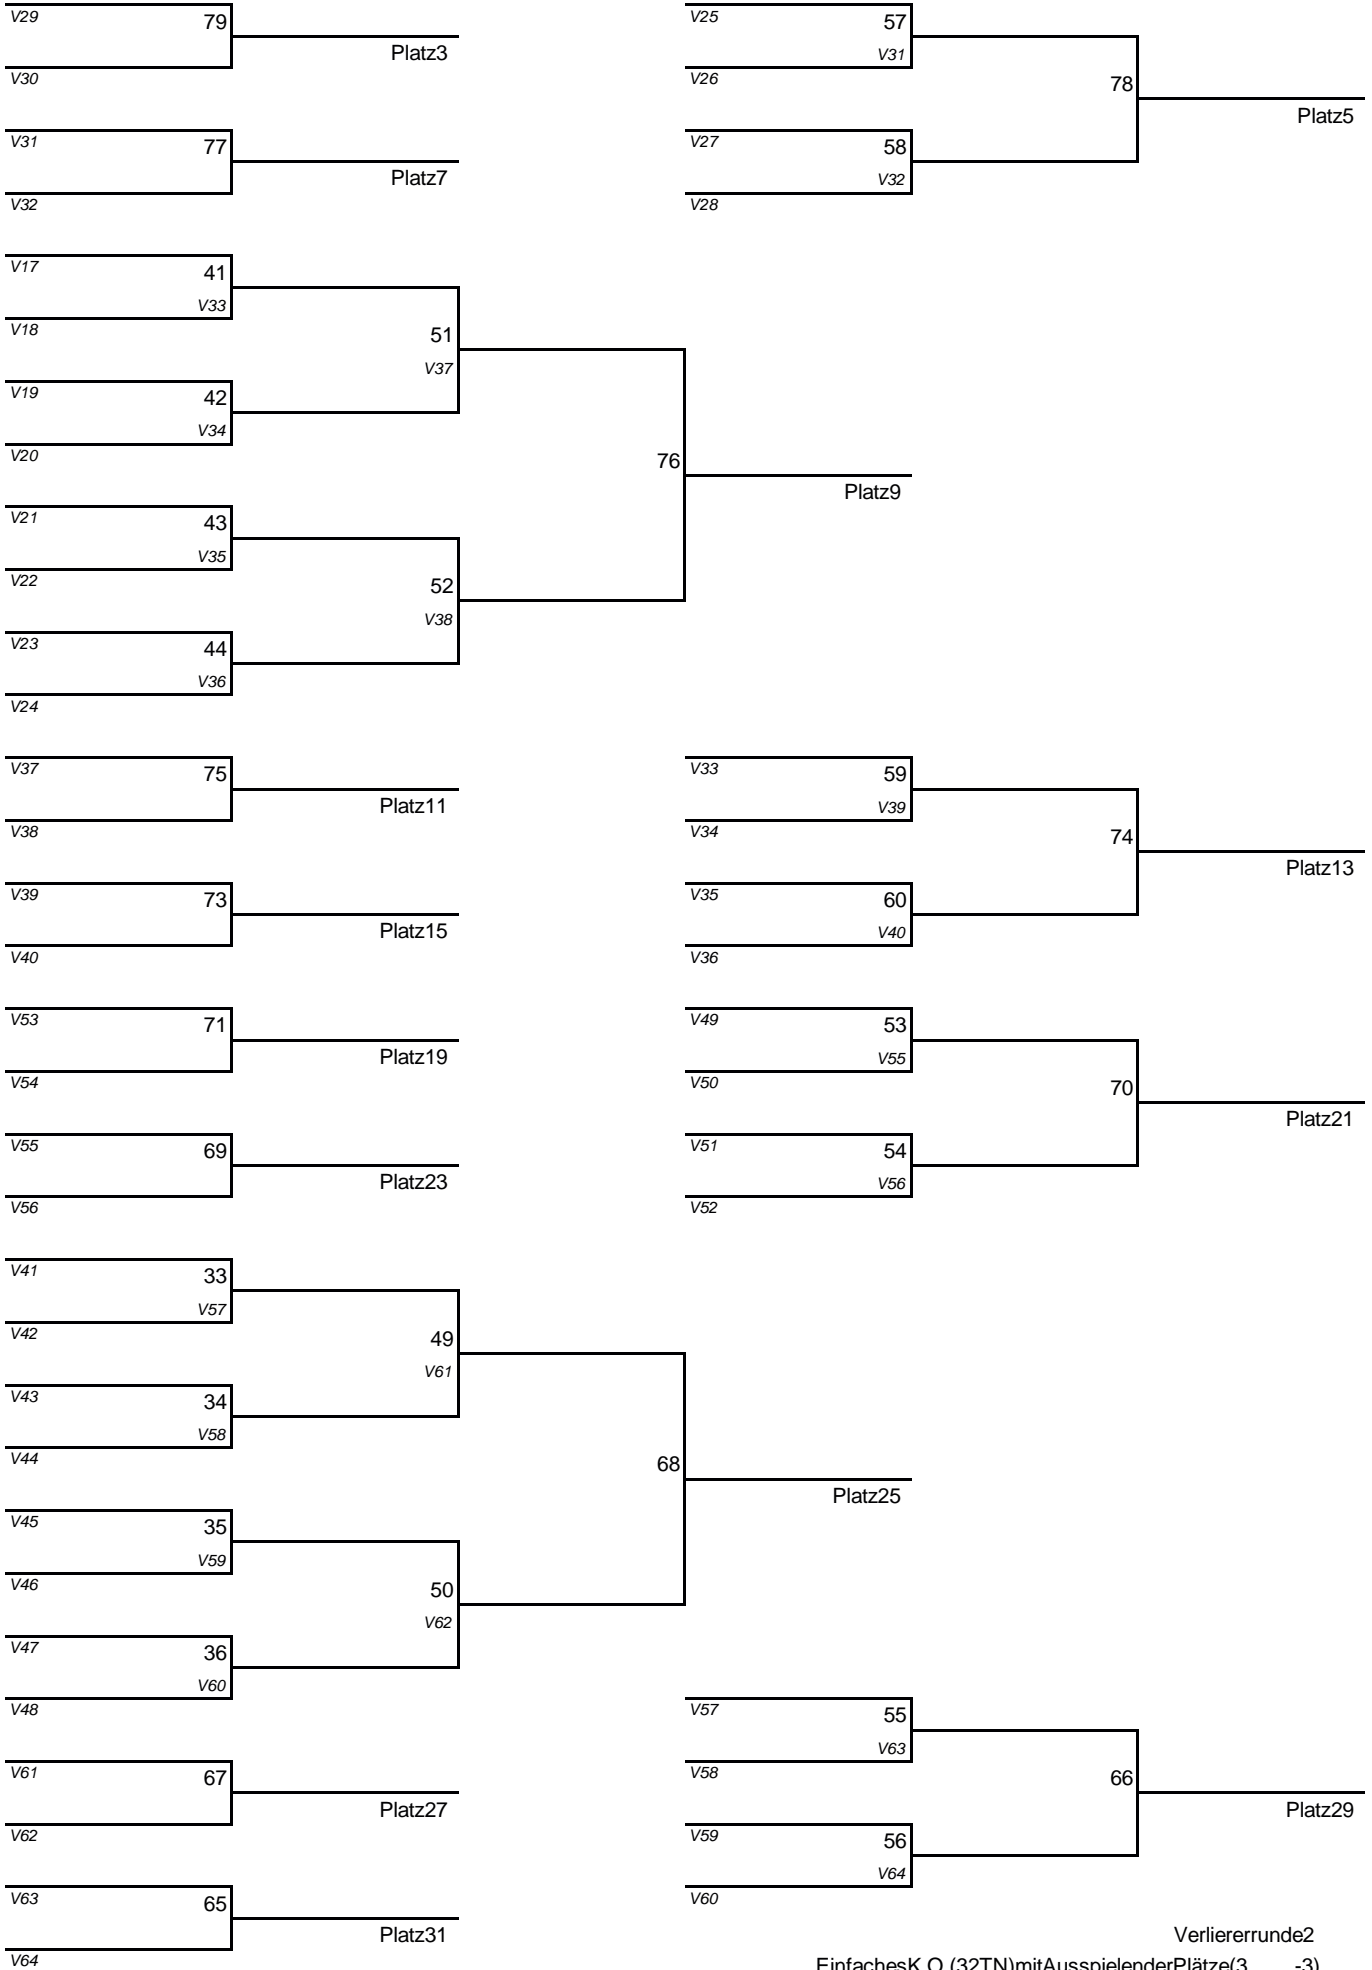 V29
79
Platz3
V30
V25
57
V31
V26
78
Platz5
V31
77
Platz7
V32
V27
58
V32
V28
V17
41
V33
V18
51
V37
V19
42
V34
V20
76
Platz9
V21
43
V35
V22
52
V38
V23
44
V36
V24
V37
75
Platz11
V38
V33
59
V39
V34
74
Platz13
V39
73
Platz15
V40
V35
60
V40
V36
V53
71
Platz19
V54
V49
53
V55
V50
70
Platz21
V55
69
Platz23
V56
V51
54
V56
V52
V41
33
V57
V42
49
V61
V43
34
V58
V44
68
Platz25
V45
35
V59
V46
50
V62
V47
36
V60
V48
V57
55
V63
V58
66
Platz29
V61
67
Platz27
V62
V59
56
V64
V60
V63
65
Platz31
V64
Verliererrunde2
EinfachesK.O.(32TN)mitAusspielenderPlätze(3 -3)